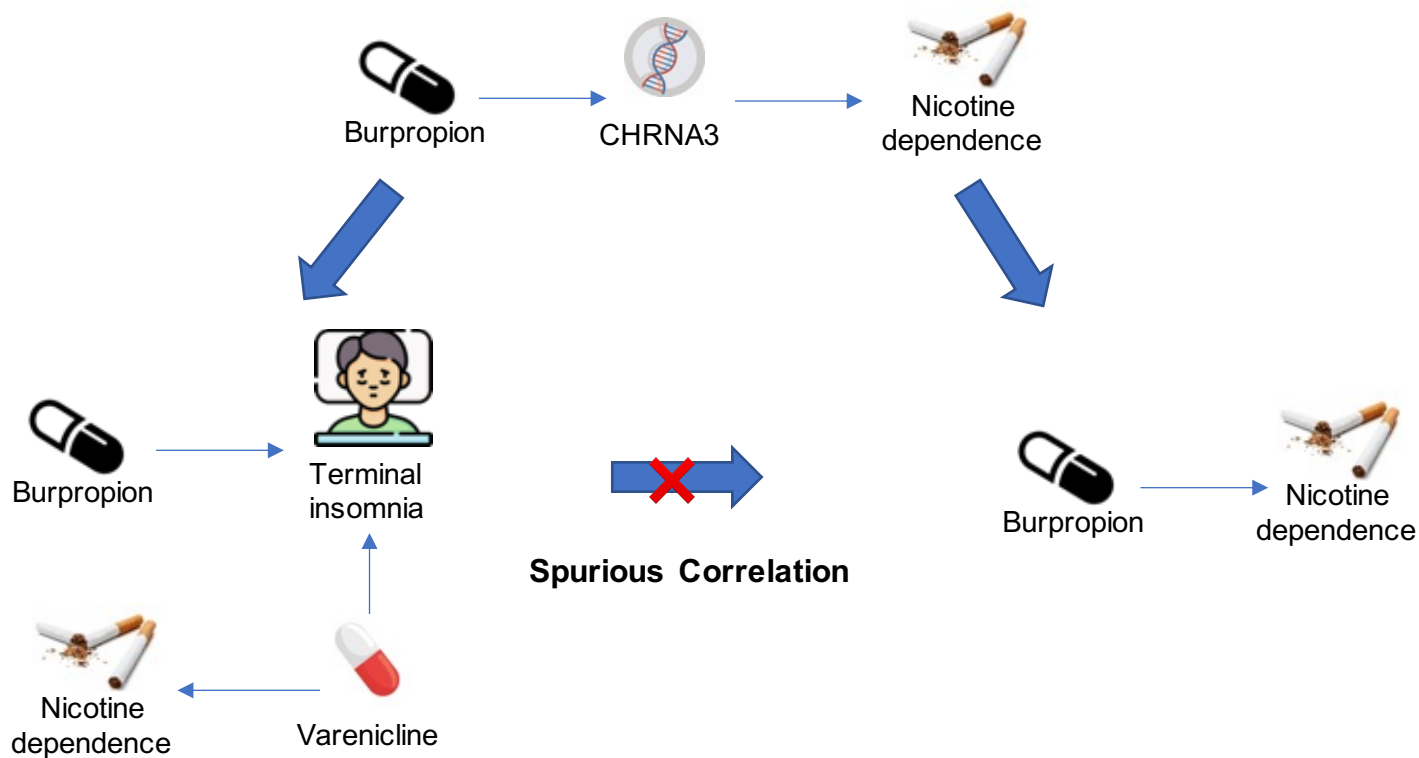 Burpropion
CHRNA3
Nicotine
dependence
Burpropion
Terminal
insomnia
Spurious Correlation
Burpropion
Nicotine
dependence
Nicotine
dependence
Varenicline